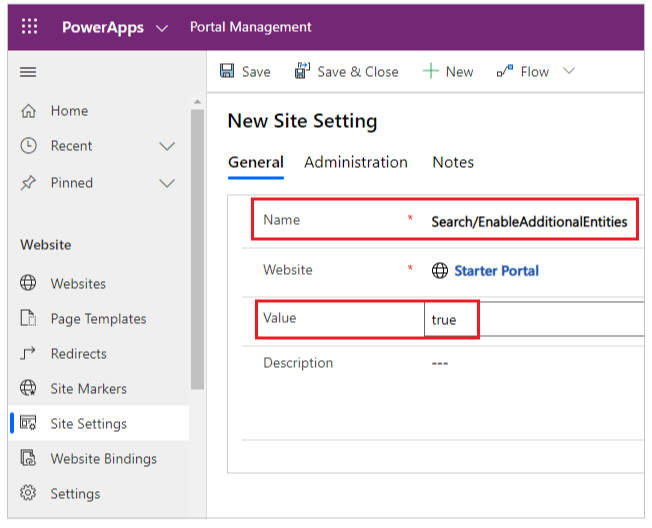 PowerApps Portal Management
Save Save & Close New Flow
Home
Recent
Pinned
Website
Websites
Page Templates
Redirects
Site Markers
Site Settings
Website Bindings
Settings
New Site Setting
General Administration Notes
Name * Search/EnableAdditionalEntities
Website * Starter Portal
Value true
Description ---